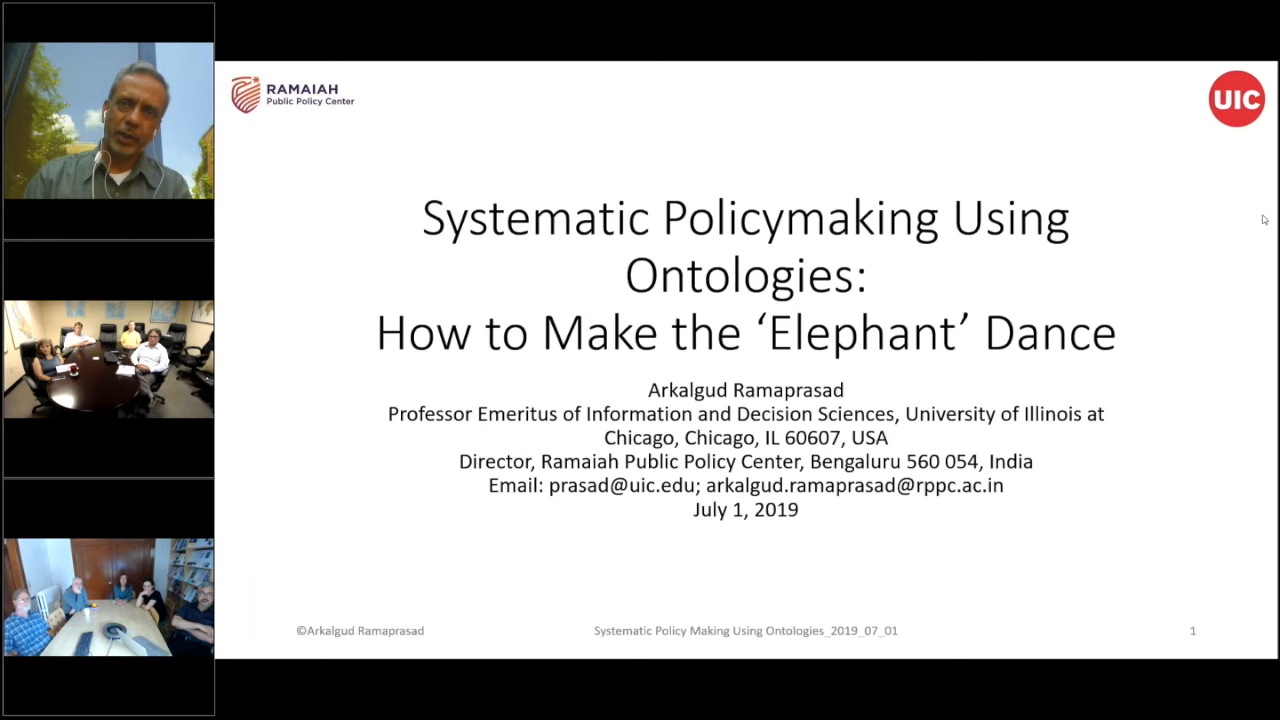 RAMAIAH
Public Policy Center
UIC
Systematic Policymaking Using
Ontologies:
How to Make the ‘Elephant’ Dance
Arkalgud Ramaprasad
Professor Emeritus of Information and Decision Sciences, University of Illinois at
Chicago, Chicago, IL 60607, USA
Director, Ramaiah Public Policy Center, Bengaluru 560 054, India
Email: prasad@uic.edu; arkalgud.ramaprasad@rppc.ac.in
July 1, 2019
©Arkalgud Ramaprasad
Systematic Policy Making Using Ontologies_2019_07_01
1